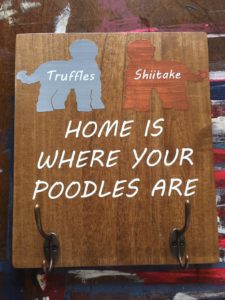 Truffles Shiitake
HOME IS
WHERE YOUR
POODLES ARE